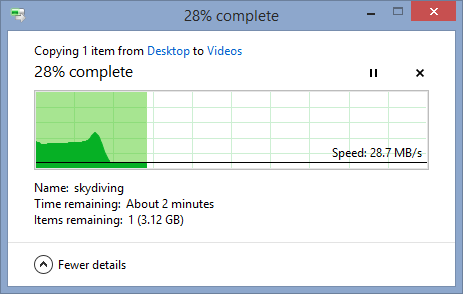 28% complete
Copying 1 item from Desktop to Videos
28% complete
Speed: 28.7 MB/s
Name: skydiving
Time remaining: About 2 minutes
Items remaining: 1 (3.12 GB)
Fewer details